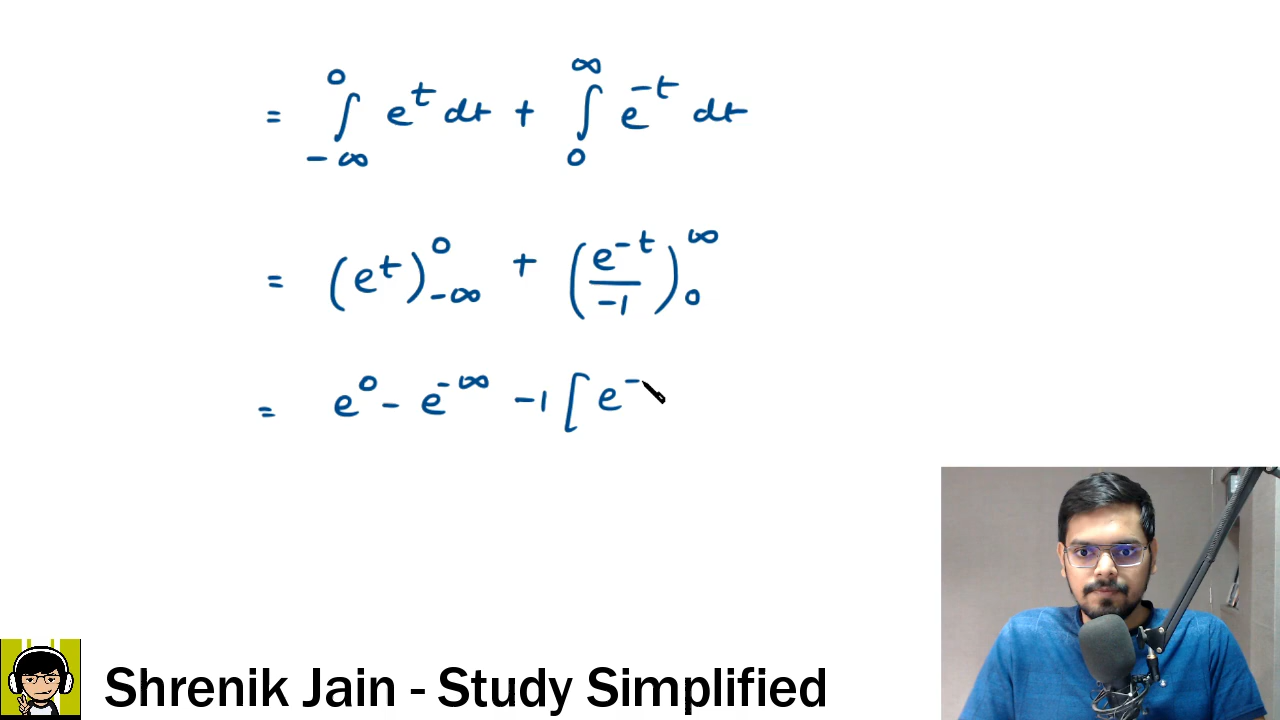 = ∫_{-∞}^{0} e^{t} dt + ∫_{0}^{∞} e^{-t} dt
= (e^{t})_{-∞}^{0} + (e^{-t}/-1)_{0}^{∞}
= e^{0} - e^{-∞} -1 [ e^{-
Shrenik Jain - Study Simplified